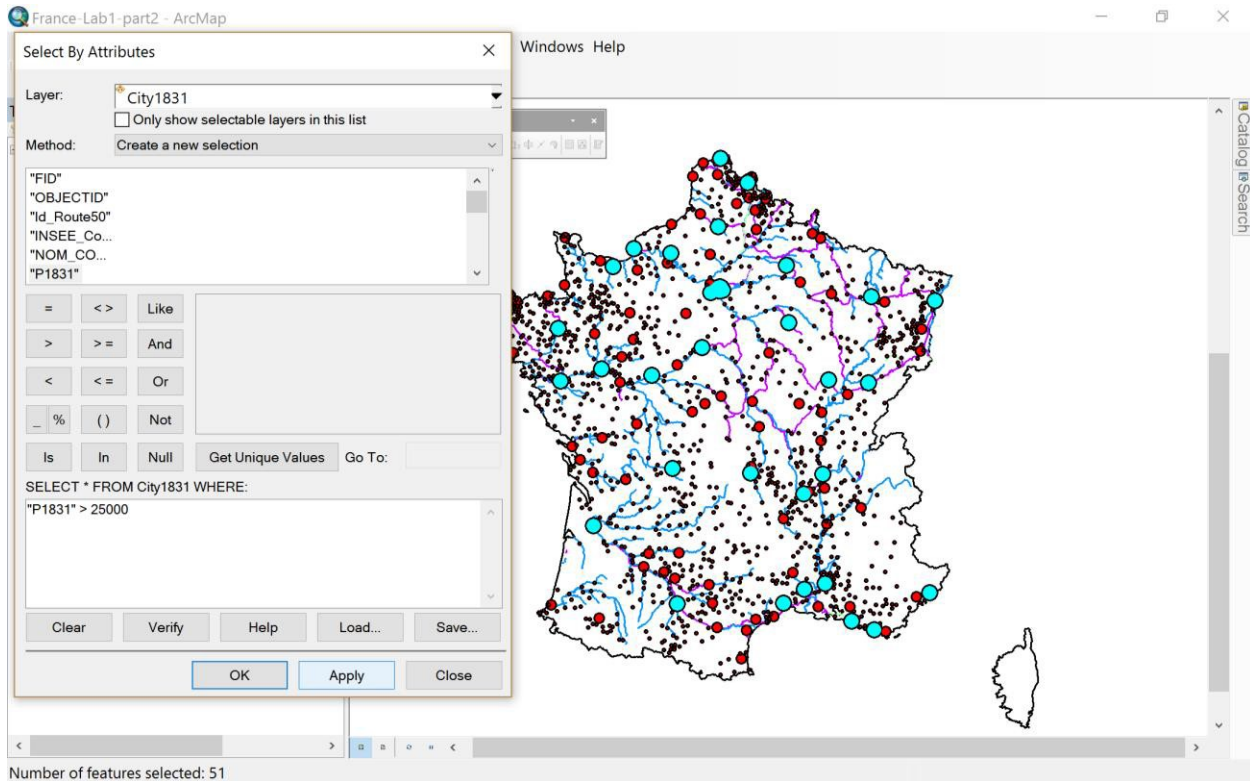 France-Lab1-part2 - ArcMap
Select By Attributes
Windows Help
Layer:
City1831
Only show selectable layers in this list
Method:
Create a new selection
"FID"
"OBJECTID"
"Id_Route50"
"INSEE_Co...
"NOM_CO...
"P1831"
= < > Like
> > = And
< < = Or
_ % ( ) Not
Is In Null Get Unique Values Go To:
SELECT * FROM City1831 WHERE:
"P1831" > 25000
Clear Verify Help Load... Save...
OK Apply Close
Catalog
Search
Number of features selected: 51